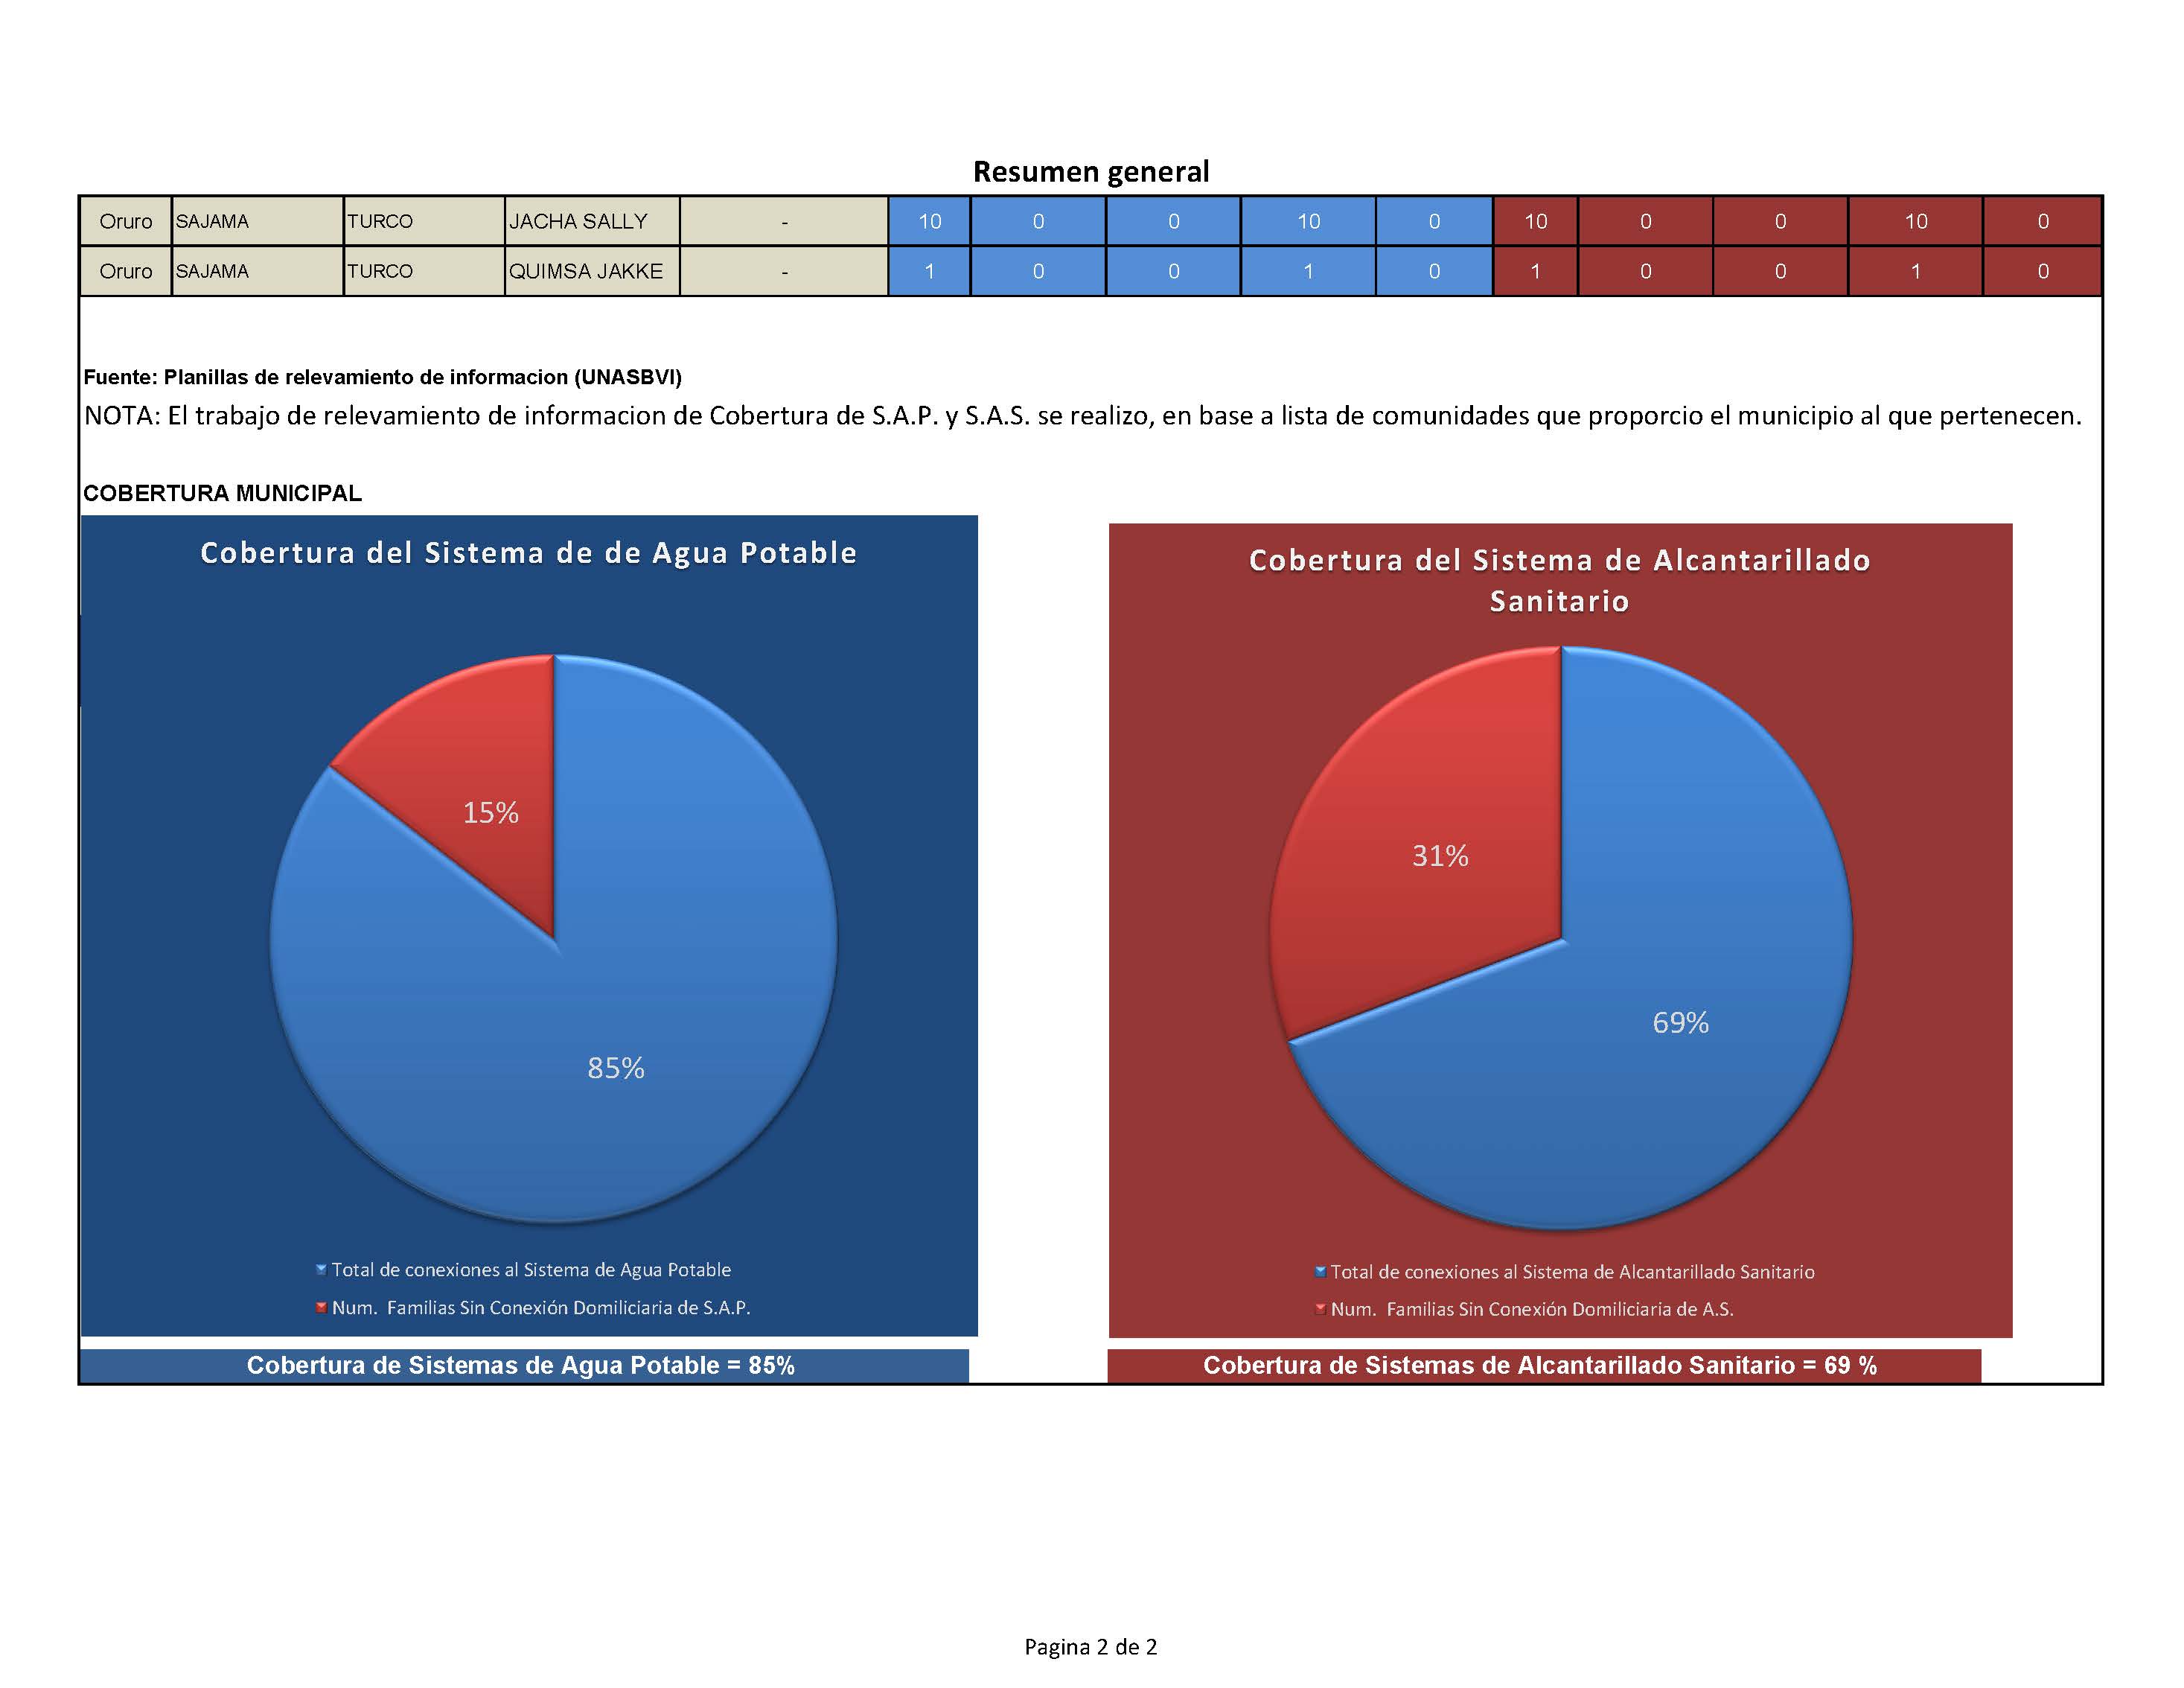 Resumen general
Oruro SAJAMA TURCO JACHA SALLY - 10 0 0 10 0 10 0 0 10 0
Oruro SAJAMA TURCO QUIMSA JAKKE - 1 0 0 1 0 1 0 0 1 0
Fuente: Planillas de relevamiento de informacion (UNASBVI)
NOTA: El trabajo de relevamiento de informacion de Cobertura de S.A.P. y S.A.S. se realizo, en base a lista de comunidades que proporcio el municipio al que pertenecen.
COBERTURA MUNICIPAL
Cobertura del Sistema de de Agua Potable
15%
85%
Total de conexiones al Sistema de Agua Potable
Num. Familias Sin Conexión Domiliciaria de S.A.P.
Cobertura de Sistemas de Agua Potable = 85%
Cobertura del Sistema de Alcantarillado
Sanitario
31%
69%
Total de conexiones al Sistema de Alcantarillado Sanitario
Num. Familias Sin Conexión Domiliciaria de A.S.
Cobertura de Sistemas de Alcantarillado Sanitario = 69 %
Pagina 2 de 2